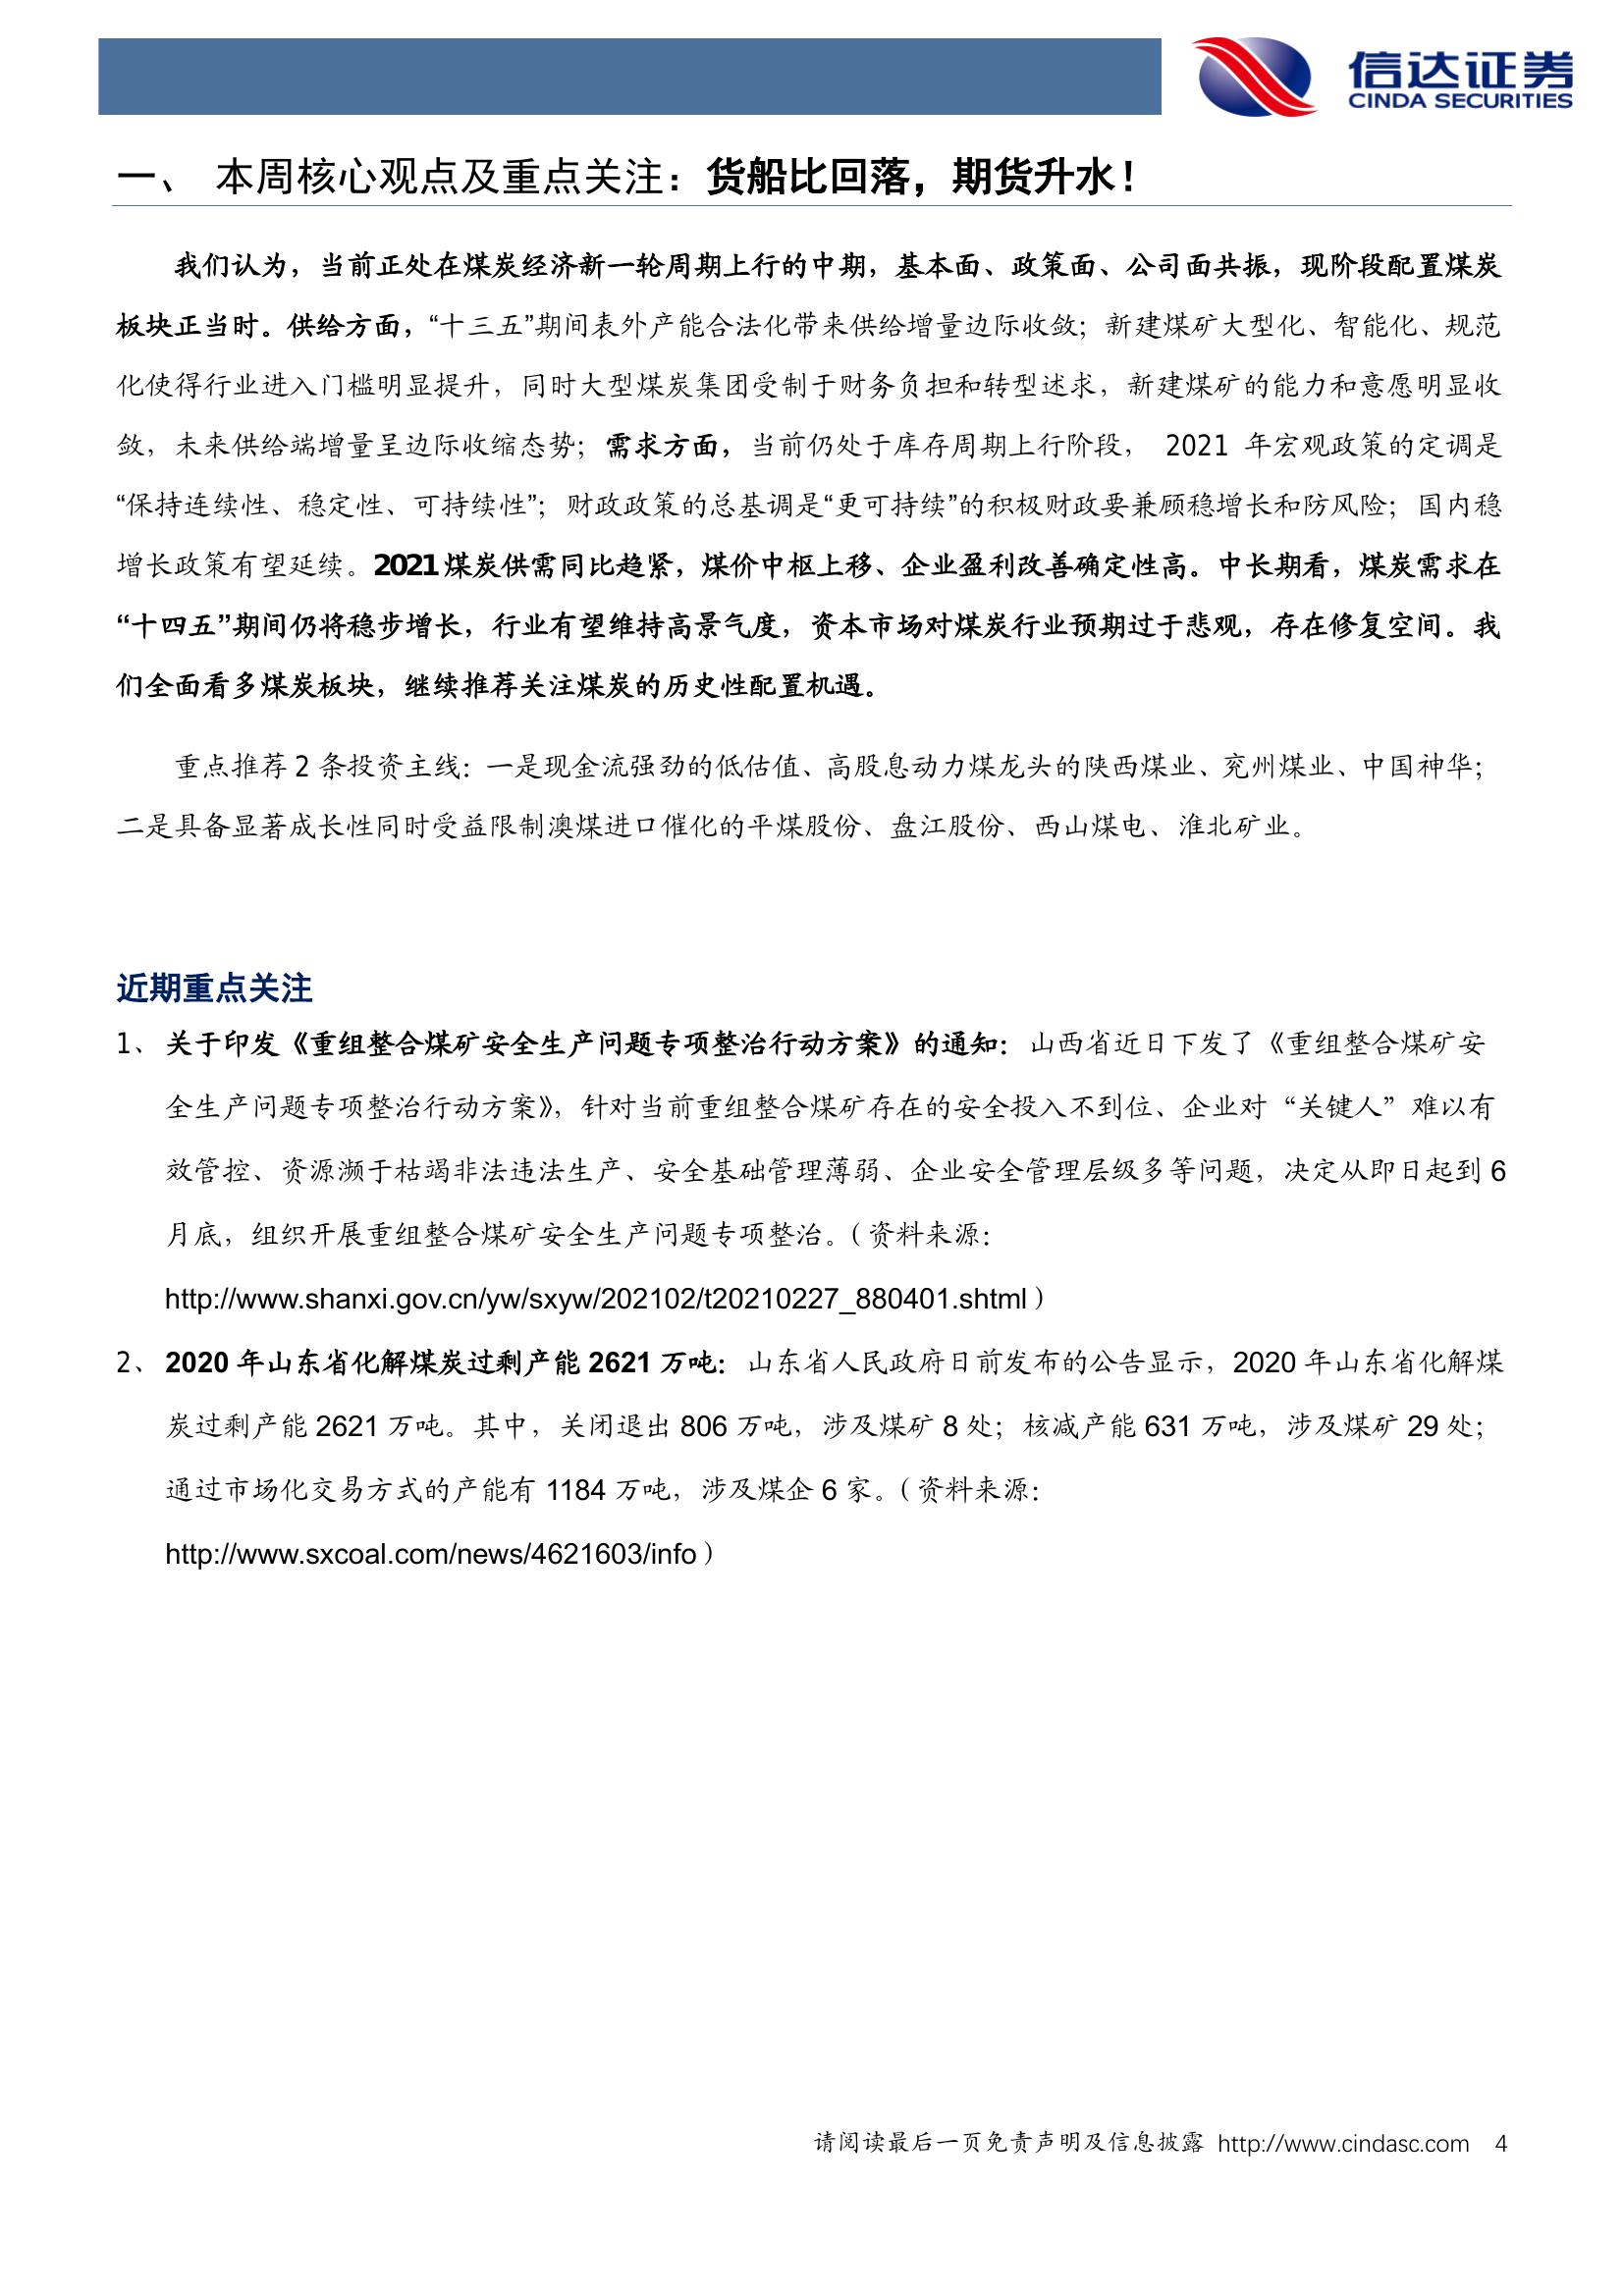 信达证券
CINDA SECURITIES
一、 本周核心观点及重点关注：货船比回落，期货升水！
我们认为，当前正处在煤炭经济新一轮周期上行的中期，基本面、政策面、公司面共振，现阶段配置煤炭
板块正当时。供给方面，“十三五”期间表外产能合法化带来供给增量边际收敛；新建煤矿大型化、智能化、规范
化使得行业进入门槛明显提升，同时大型煤炭集团受制于财务负担和转型述求，新建煤矿的能力和意愿明显收
敛，未来供给端增量呈边际收缩态势；需求方面，当前仍处于库存周期上行阶段， 2021 年宏观政策的定调是
“保持连续性、稳定性、可持续性”；财政政策的总基调是“更可持续”的积极财政要兼顾稳增长和防风险；国内稳
增长政策有望延续。2021 煤炭供需同比趋紧，煤价中枢上移、企业盈利改善确定性高。中长期看，煤炭需求在
“十四五”期间仍将稳步增长，行业有望维持高景气度，资本市场对煤炭行业预期过于悲观，存在修复空间。我
们全面看多煤炭板块，继续推荐关注煤炭的历史性配置机遇。
重点推荐 2 条投资主线：一是现金流强劲的低估值、高股息动力煤龙头的陕西煤业、兖州煤业、中国神华；
二是具备显著成长性同时受益限制澳煤进口催化的平煤股份、盘江股份、西山煤电、淮北矿业。
近期重点关注
1、 关于印发《重组整合煤矿安全生产问题专项整治行动方案》的通知：山西省近日下发了《重组整合煤矿安
全生产问题专项整治行动方案》，针对当前重组整合煤矿存在的安全投入不到位、企业对“关键人”难以有
效管控、资源濒于枯竭非法违法生产、安全基础管理薄弱、企业安全管理层级多等问题，决定从即日起到 6
月底，组织开展重组整合煤矿安全生产问题专项整治。（资料来源：
http://www.shanxi.gov.cn/yw/sxyw/202102/t20210227_880401.shtml）
2、 2020 年山东省化解煤炭过剩产能 2621 万吨：山东省人民政府日前发布的公告显示，2020 年山东省化解煤
炭过剩产能 2621 万吨。其中，关闭退出 806 万吨，涉及煤矿 8 处；核减产能 631 万吨，涉及煤矿 29 处；
通过市场化交易方式的产能有 1184 万吨，涉及煤企 6 家。（资料来源：
http://www.sxcoal.com/news/4621603/info）
请阅读最后一页免责声明及信息披露 http://www.cindasc.com 4